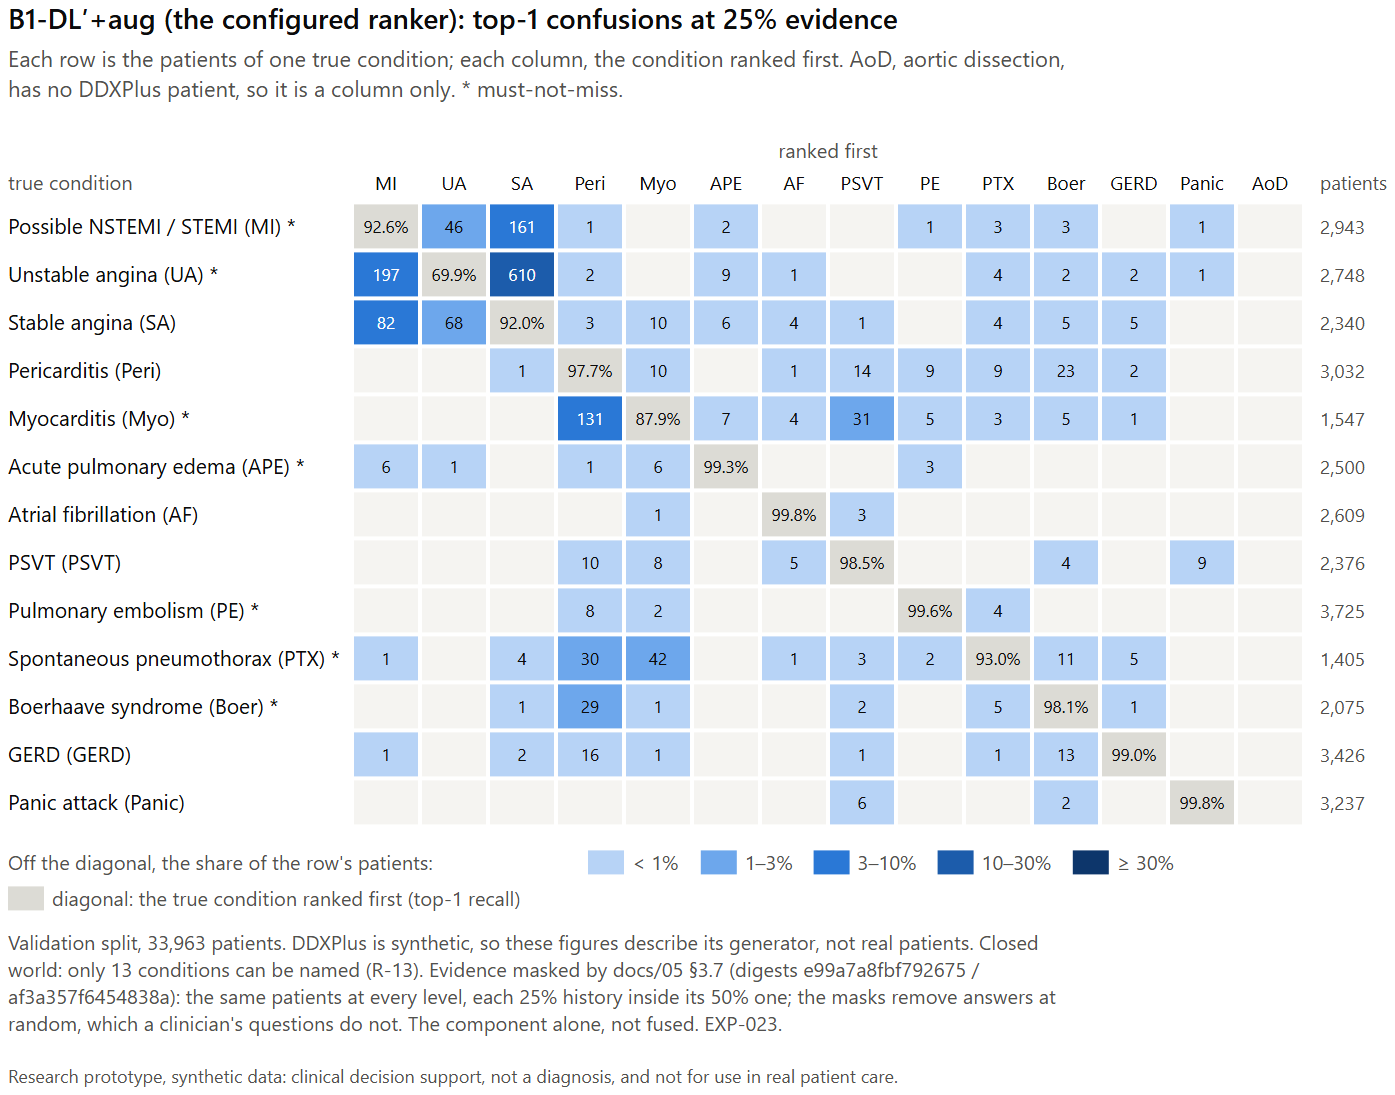 B1-DL′+aug (the configured ranker): top-1 confusions at 25% evidence
Each row is the patients of one true condition; each column, the condition ranked first. AoD, aortic dissection,
has no DDXPlus patient, so it is a column only. * must-not-miss.
ranked first
true condition MI UA SA Peri Myo APE AF PSVT PE PTX Boer GERD Panic AoD patients
Possible NSTEMI / STEMI (MI) * 92.6% 46 161 1 2 1 3 3 1 2,943
Unstable angina (UA) * 197 69.9% 610 2 9 1 4 2 2 1 2,748
Stable angina (SA) 82 68 92.0% 3 10 6 4 1 4 5 5 2,340
Pericarditis (Peri) 1 97.7% 10 1 14 9 9 23 2 3,032
Myocarditis (Myo) * 131 87.9% 7 4 31 5 3 5 1 1,547
Acute pulmonary edema (APE) * 6 1 1 6 99.3% 3 2,500
Atrial fibrillation (AF) 1 99.8% 3 2,609
PSVT (PSVT) 10 8 5 98.5% 4 9 2,376
Pulmonary embolism (PE) * 8 2 99.6% 4 3,725
Spontaneous pneumothorax (PTX) * 1 4 30 42 1 3 2 93.0% 11 5 1,405
Boerhaave syndrome (Boer) * 1 29 1 2 5 98.1% 1 2,075
GERD (GERD) 1 2 16 1 1 1 13 99.0% 3,426
Panic attack (Panic) 6 2 99.8% 3,237
Off the diagonal, the share of the row's patients: < 1% 1–3% 3–10% 10–30% ≥ 30%
diagonal: the true condition ranked first (top-1 recall)
Validation split, 33,963 patients. DDXPlus is synthetic, so these figures describe its generator, not real patients. Closed
world: only 13 conditions can be named (R-13). Evidence masked by docs/05 §3.7 (digests e99a7a8fbf792675 /
af3a357f6454838a): the same patients at every level, each 25% history inside its 50% one; the masks remove answers at
random, which a clinician's questions do not. The component alone, not fused. EXP-023.
Research prototype, synthetic data: clinical decision support, not a diagnosis, and not for use in real patient care.